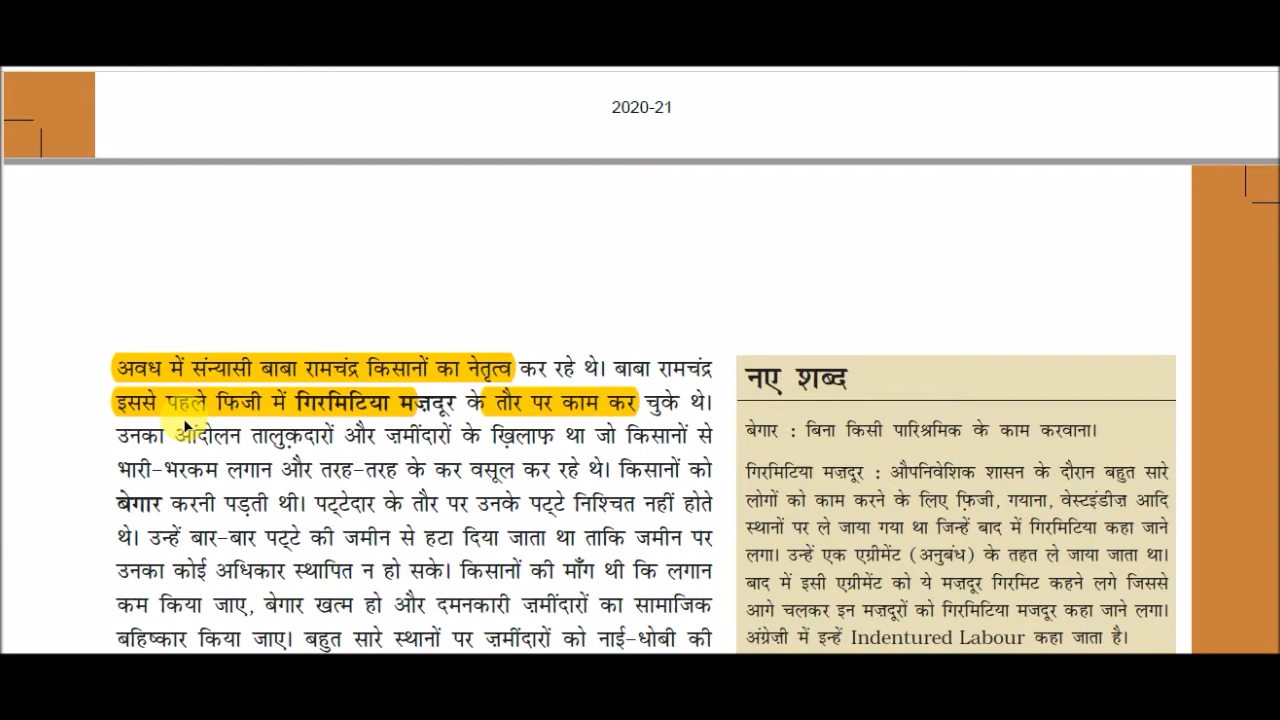 2020-21
अवध में संन्यासी बाबा रामचंद्र किसानों का नेतृत्व कर रहे थे। बाबा रामचंद्र
इससे पहले फिजी में गिरमिटिया मज़दूर के तौर पर काम कर चुके थे।
उनका आंदोलन तालुक़दारों और ज़मींदारों के ख़िलाफ़ था जो किसानों से
भारी-भरकम लगान और तरह-तरह के कर वसूल कर रहे थे। किसानों को
बेगार करनी पड़ती थी। पट्टेदार के तौर पर उनके पट्टे निश्चित नहीं होते
थे। उन्हें बार-बार पट्टे की जमीन से हटा दिया जाता था ताकि जमीन पर
उनका कोई अधिकार स्थापित न हो सके। किसानों की माँग थी कि लगान
कम किया जाए, बेगार खत्म हो और दमनकारी ज़मींदारों का सामाजिक
बहिष्कार किया जाए। बहुत सारे स्थानों पर ज़मींदारों को नाई-धोबी की
नए शब्द
बेगार : बिना किसी पारिश्रमिक के काम करवाना।
गिरमिटिया मज़दूर : औपनिवेशिक शासन के दौरान बहुत सारे
लोगों को काम करने के लिए फ़िजी, गयाना, वेस्टइंडीज़ आदि
स्थानों पर ले जाया गया था जिन्हें बाद में गिरमिटिया कहा जाने
लगा। उन्हें एक एग्रीमेंट (अनुबंध) के तहत ले जाया जाता था।
बाद में इसी एग्रीमेंट को ये मज़दूर गिरमिट कहने लगे जिससे
आगे चलकर इन मज़दूरों को गिरमिटिया मजदूर कहा जाने लगा।
अंग्रेज़ी में इन्हें Indentured Labour कहा जाता है।